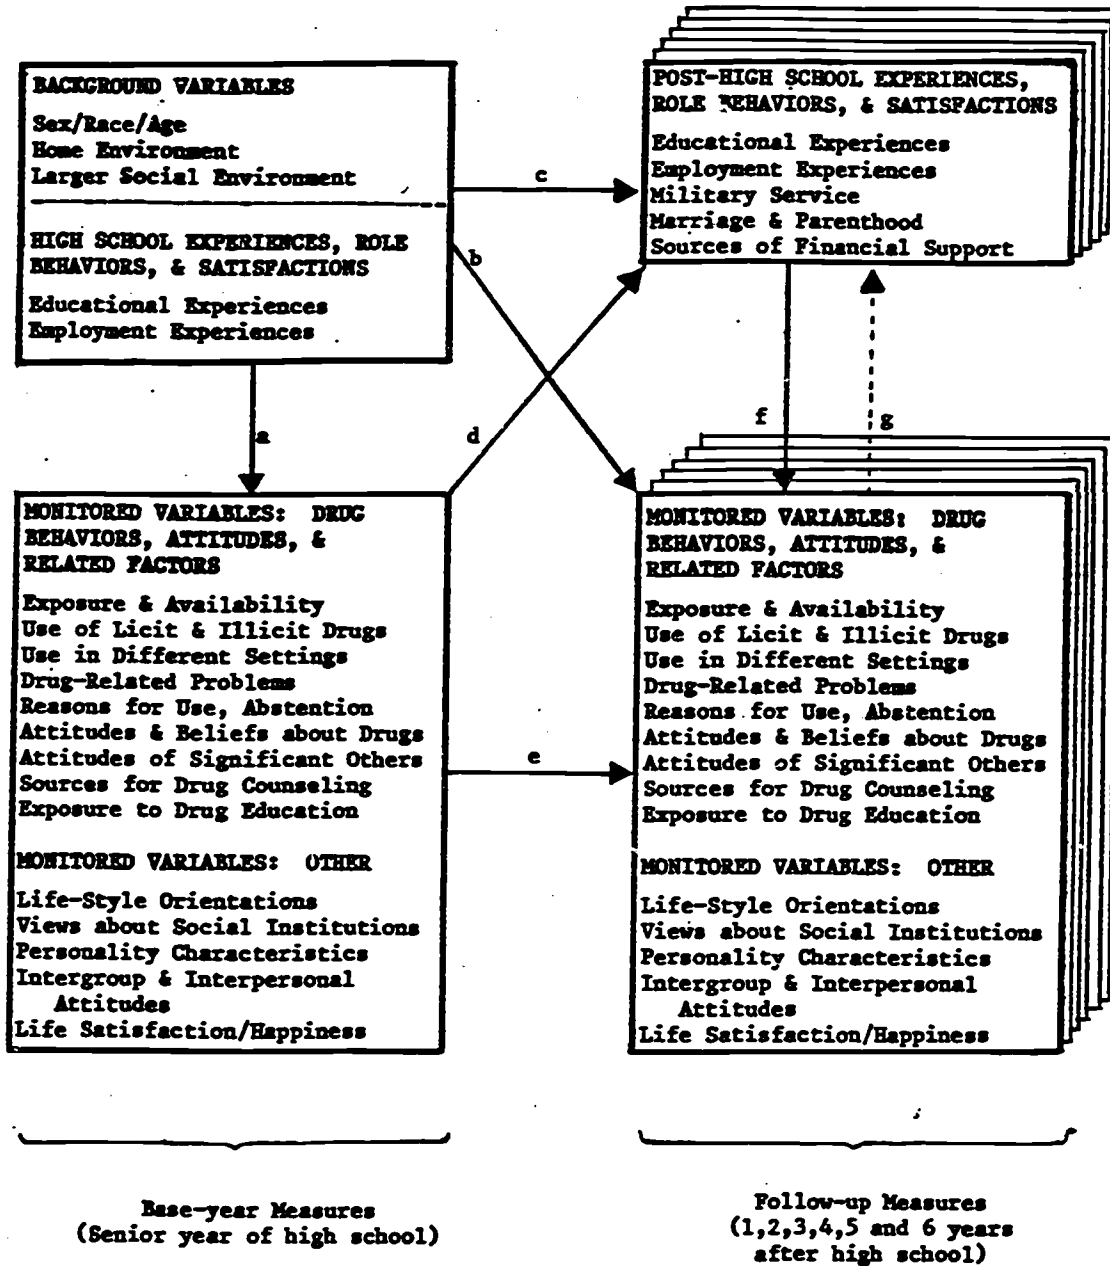 BACKGROUND VARIABLES
Sex/Race/Age
Home Environment
Larger Social Environment
HIGH SCHOOL EXPERIENCES, ROLE
BEHAVIORS, & SATISFACTIONS
Educational Experiences
Employment Experiences
POST-HIGH SCHOOL EXPERIENCES,
ROLE BEHAVIORS, & SATISFACTIONS
Educational Experiences
Employment Experiences
Military Service
Marriage & Parenthood
Sources of Financial Support
c
b
a
d
f
g
e
MONITORED VARIABLES: DRUG
BEHAVIORS, ATTITUDES, &
RELATED FACTORS
Exposure & Availability
Use of Licit & Illicit Drugs
Use in Different Settings
Drug-Related Problems
Reasons for Use, Abstention
Attitudes & Beliefs about Drugs
Attitudes of Significant Others
Sources for Drug Counseling
Exposure to Drug Education
MONITORED VARIABLES: OTHER
Life-Style Orientations
Views about Social Institutions
Personality Characteristics
Intergroup & Interpersonal
Attitudes
Life Satisfaction/Happiness
MONITORED VARIABLES: DRUG
BEHAVIORS, ATTITUDES, &
RELATED FACTORS
Exposure & Availability
Use of Licit & Illicit Drugs
Use in Different Settings
Drug-Related Problems
Reasons for Use, Abstention
Attitudes & Beliefs about Drugs
Attitudes of Significant Others
Sources for Drug Counseling
Exposure to Drug Education
MONITORED VARIABLES: OTHER
Life-Style Orientations
Views about Social Institutions
Personality Characteristics
Intergroup & Interpersonal
Attitudes
Life Satisfaction/Happiness
Base-year Measures
(Senior year of high school)
Follow-up Measures
(1,2,3,4,5 and 6 years
after high school)